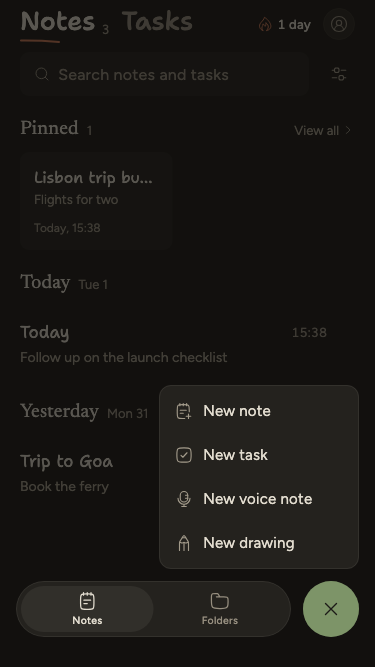 Notes 3 Tasks 1 day
Search notes and tasks
Pinned 1 View all
Lisbon trip bu...
Flights for two
Today, 15:38
Today Tue 1
Today 15:38
Follow up on the launch checklist
Yesterday Mon 31
Trip to Goa
Book the ferry
New note
New task
New voice note
New drawing
Notes Folders